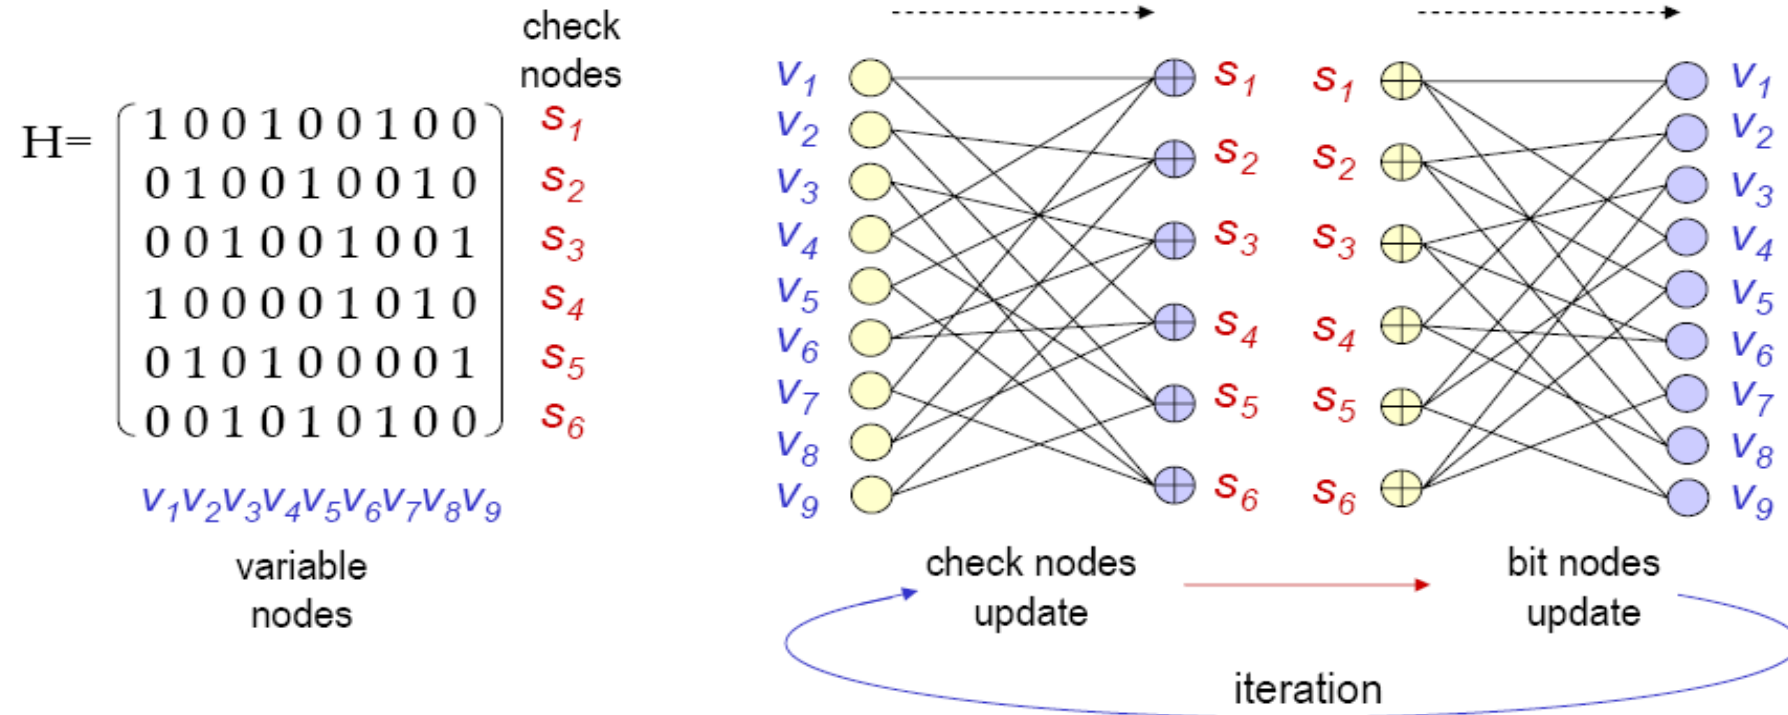 check
nodes
H=
1 0 0 1 0 0 1 0 0 s1
0 1 0 0 1 0 0 1 0 s2
0 0 1 0 0 1 0 0 1 s3
1 0 0 0 0 1 0 1 0 s4
0 1 0 1 0 0 0 0 1 s5
0 0 1 0 1 0 1 0 0 s6
v1v2v3v4v5v6v7v8v9
variable
nodes
v1
v2
v3
v4
v5
v6
v7
v8
v9
s1
s2
s3
s4
s5
s6
check nodes
update
s1
s2
s3
s4
s5
s6
v1
v2
v3
v4
v5
v6
v7
v8
v9
bit nodes
update
iteration